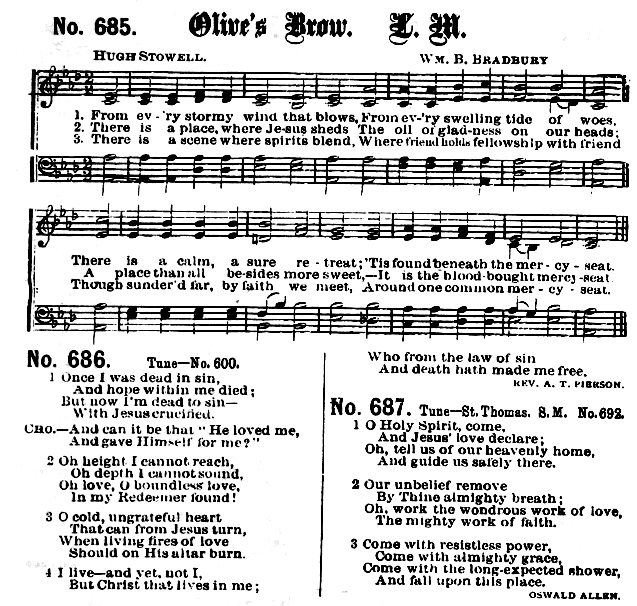 No. 685. Olive's Brow. L. M.
HUGH STOWELL. WM. B. BRADBURY
1. From ev-'ry stormy wind that blows, From ev-'ry swelling tide of woes,
2. There is a place, where Je-sus sheds The oil of glad-ness on our heads;
3. There is a scene where spirits blend, Where friend holds fellowship with friend
There is a calm, a sure re-treat; 'Tis found beneath the mer-cy-seat.
A place than all be-sides more sweet,—It is the blood-bought mercy-seat.
Though sunder'd far, by faith we meet, Around one common mer-cy-seat.
No. 686. Tune—No. 600.
1 Once I was dead in sin,
And hope within me died;
But now I'm dead to sin—
With Jesus crucified.
CHO.—And can it be that "He loved me,
And gave Himself for me?"
2 Oh height I cannot reach,
Oh depth I cannot sound,
Oh love, O boundless love,
In my Redeemer found!
3 O cold, ungrateful heart
That can from Jesus turn,
When living fires of love
Should on His altar burn.
4 I live—and yet, not I,
But Christ that lives in me;
Who from the law of sin
And death hath made me free.
REV. A. T. PIERSON.
No. 687. Tune—St. Thomas. S. M. No. 692.
1 O Holy Spirit, come,
And Jesus' love declare;
Oh, tell us of our heavenly home,
And guide us safely there.
2 Our unbelief remove
By Thine almighty breath;
Oh, work the wondrous work of love,
The mighty work of faith.
3 Come with resistless power,
Come with almighty grace,
Come with the long-expected shower,
And fall upon this place.
OSWALD ALLEN.